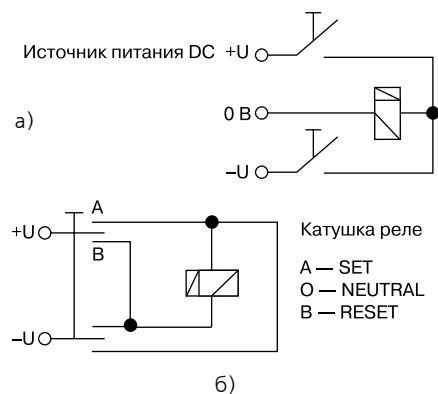 Источник питания DC +U
0 В
а)
–U
A
+U
B
–U
Катушка реле
A — SET
O — NEUTRAL
B — RESET
б)